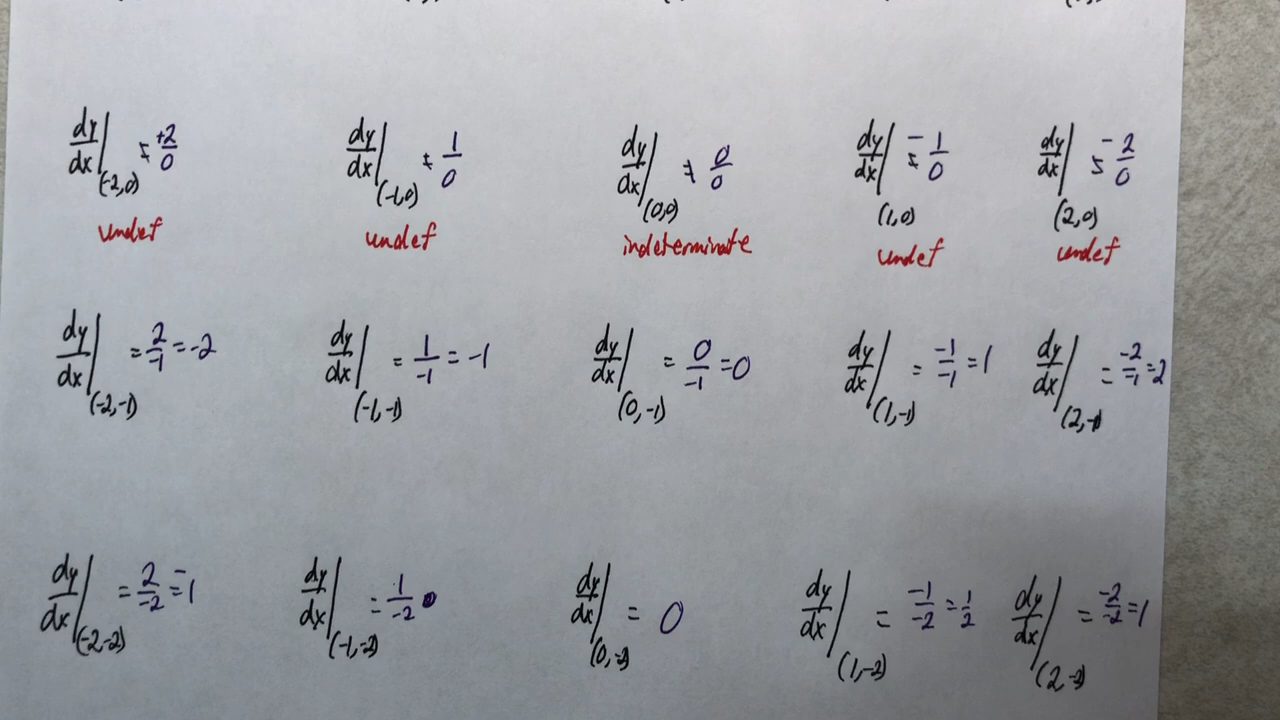 dy/dx|(-2,0) ≠ +2/0   dy/dx|(-1,0) ≠ 1/0   dy/dx|(0,0) ≠ 0/0   dy/dx|(1,0) ≠ -1/0   dy/dx|(2,0) ≠ -2/0
undef   undef   indeterminate   undef   undef
dy/dx|(-2,-1) = 2/-1 = -2   dy/dx|(-1,-1) = 1/-1 = -1   dy/dx|(0,-1) = 0/-1 = 0   dy/dx|(1,-1) = -1/-1 = 1   dy/dx|(2,-1) = -2/-1 = 2
dy/dx|(-2,-2) = 2/-2 = -1   dy/dx|(-1,-2) = 1/-2   dy/dx|(0,-2) = 0   dy/dx|(1,-2) = -1/-2 = 1/2   dy/dx|(2,-2) = -2/-2 = 1